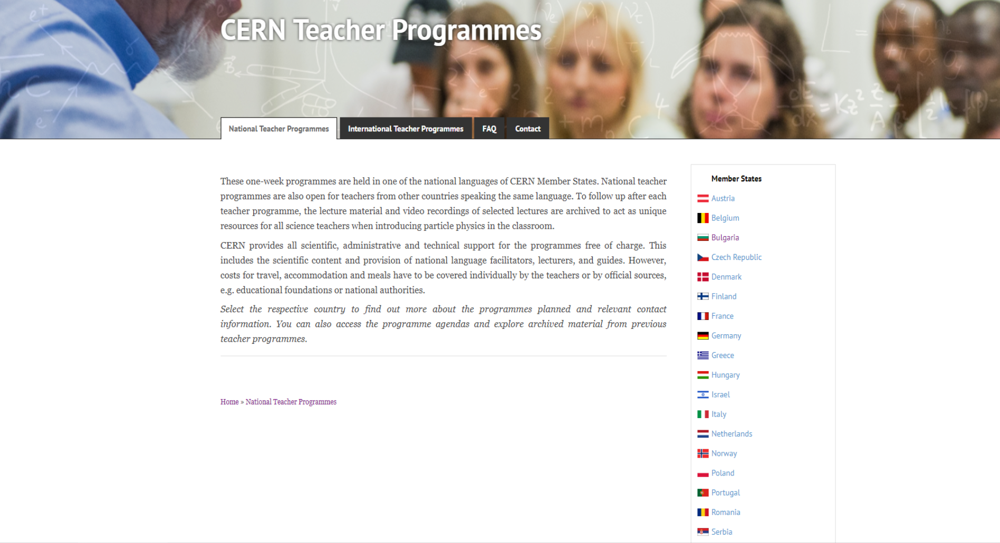 CERN Teacher Programmes
National Teacher Programmes
International Teacher Programmes
FAQ
Contact
These one-week programmes are held in one of the national languages of CERN Member States. National teacher
programmes are also open for teachers from other countries speaking the same language. To follow up after each
teacher programme, the lecture material and video recordings of selected lectures are archived to act as unique
resources for all science teachers when introducing particle physics in the classroom.
CERN provides all scientific, administrative and technical support for the programmes free of charge. This
includes the scientific content and provision of national language facilitators, lecturers, and guides. However,
costs for travel, accommodation and meals have to be covered individually by the teachers or by official sources,
e.g. educational foundations or national authorities.
Select the respective country to find out more about the programmes planned and relevant contact
information. You can also access the programme agendas and explore archived material from previous
teacher programmes.
Home » National Teacher Programmes
Member States
Austria
Belgium
Bulgaria
Czech Republic
Denmark
Finland
France
Germany
Greece
Hungary
Israel
Italy
Netherlands
Norway
Poland
Portugal
Romania
Serbia